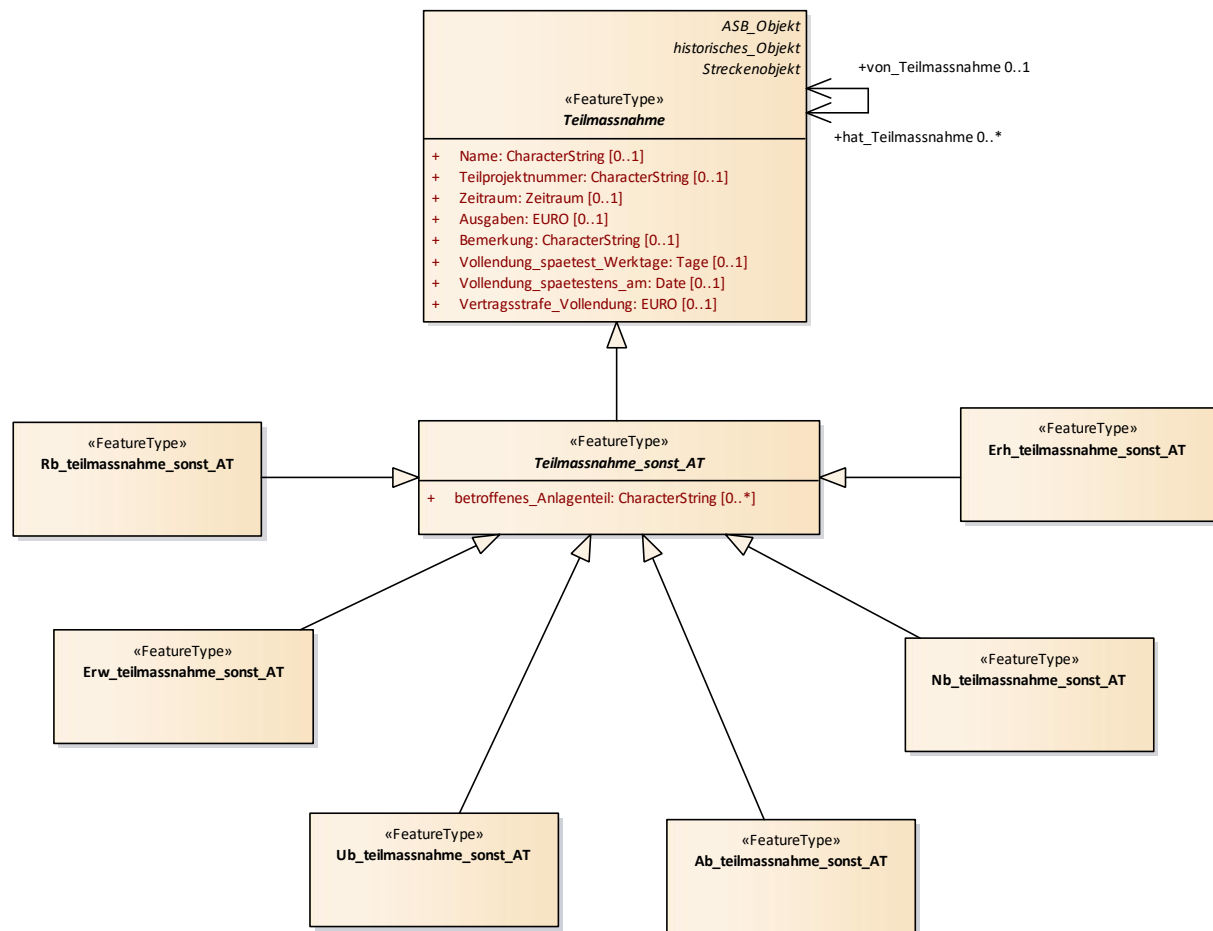 ASB_Objekt
historisches_Objekt
Streckenobjekt
«FeatureType»
Teilmassnahme
+von_Teilmassnahme 0..1
+hat_Teilmassnahme 0..*
+ Name: CharacterString [0..1]
+ Teilprojektnummer: CharacterString [0..1]
+ Zeitraum: Zeitraum [0..1]
+ Ausgaben: EURO [0..1]
+ Bemerkung: CharacterString [0..1]
+ Vollendung_spaetest_Werktage: Tage [0..1]
+ Vollendung_spaetestens_am: Date [0..1]
+ Vertragsstrafe_Vollendung: EURO [0..1]
«FeatureType»
Rb_teilmassnahme_sonst_AT
«FeatureType»
Teilmassnahme_sonst_AT
+ betroffenes_Anlagenteil: CharacterString [0..*]
«FeatureType»
Erh_teilmassnahme_sonst_AT
«FeatureType»
Erw_teilmassnahme_sonst_AT
«FeatureType»
Nb_teilmassnahme_sonst_AT
«FeatureType»
Ub_teilmassnahme_sonst_AT
«FeatureType»
Ab_teilmassnahme_sonst_AT